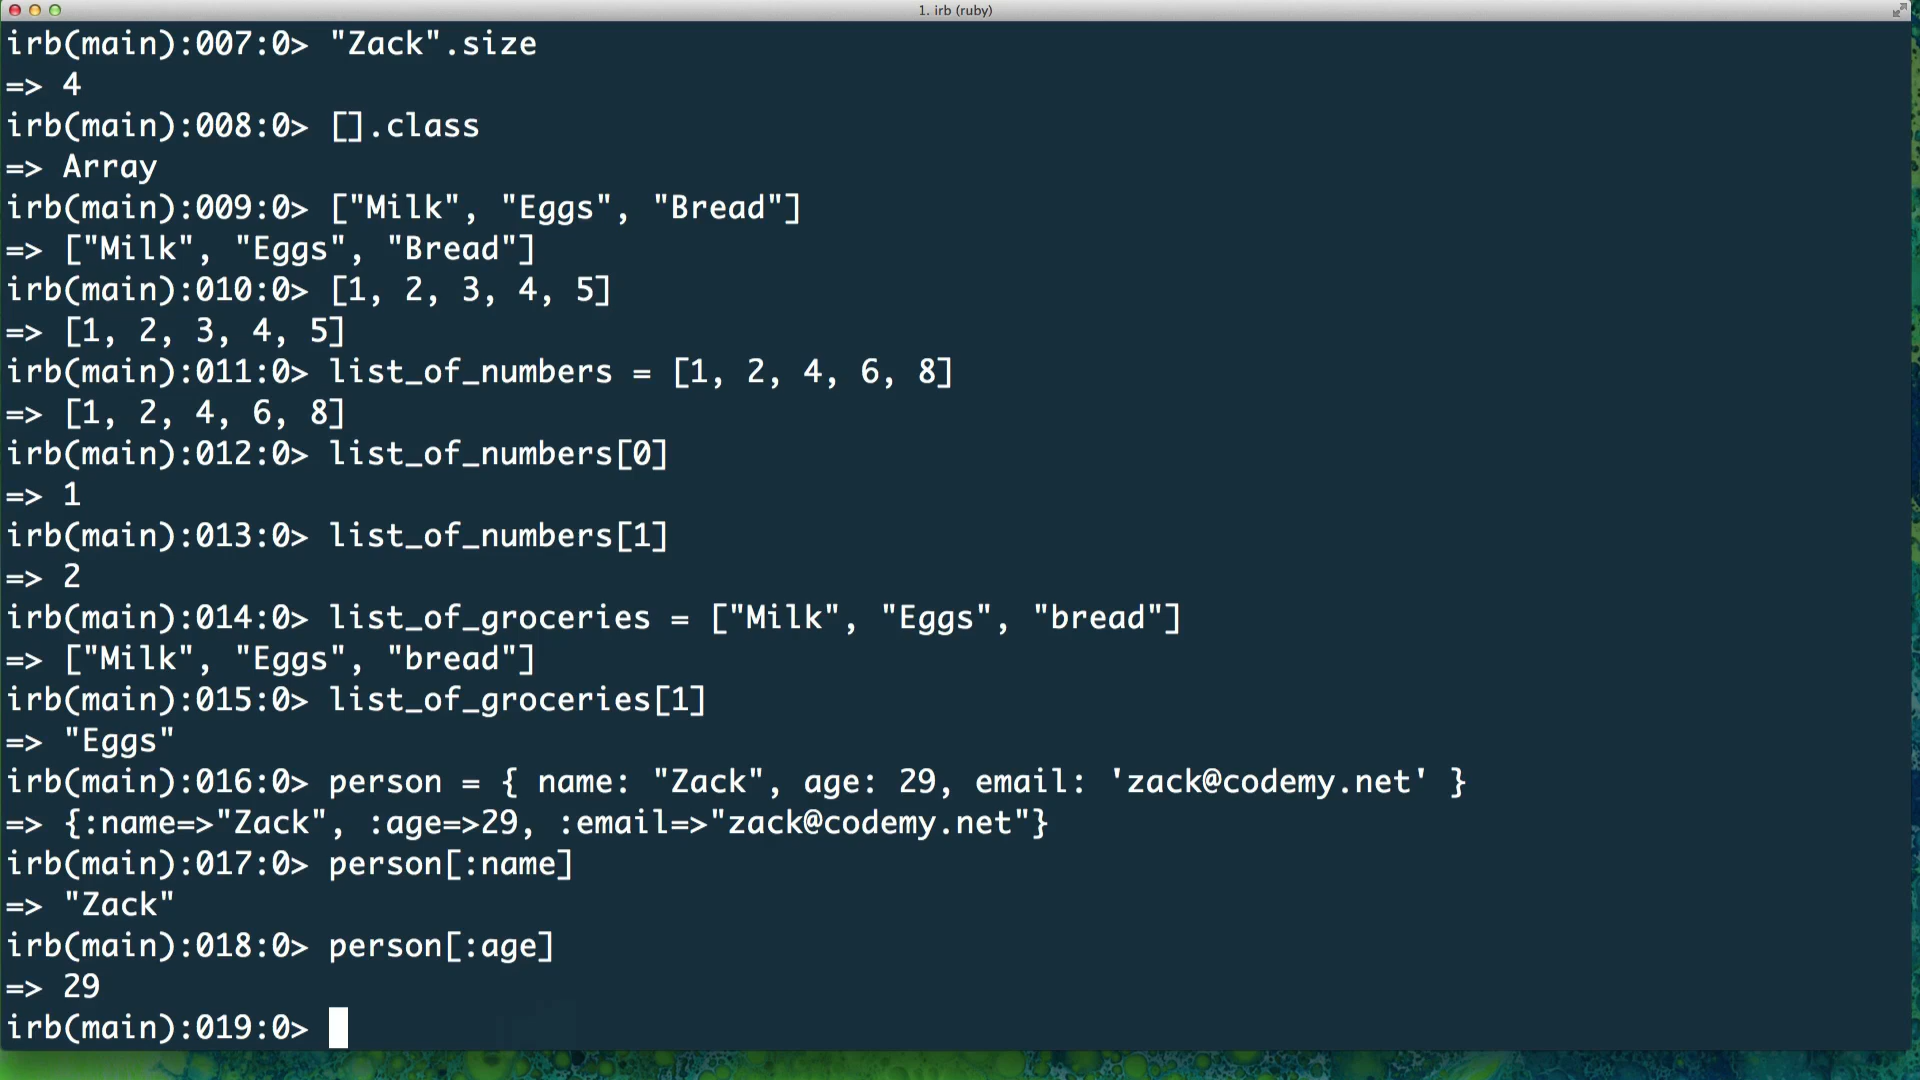 1. irb (ruby)
irb(main):007:0> "Zack".size
=> 4
irb(main):008:0> [].class
=> Array
irb(main):009:0> ["Milk", "Eggs", "Bread"]
=> ["Milk", "Eggs", "Bread"]
irb(main):010:0> [1, 2, 3, 4, 5]
=> [1, 2, 3, 4, 5]
irb(main):011:0> list_of_numbers = [1, 2, 4, 6, 8]
=> [1, 2, 4, 6, 8]
irb(main):012:0> list_of_numbers[0]
=> 1
irb(main):013:0> list_of_numbers[1]
=> 2
irb(main):014:0> list_of_groceries = ["Milk", "Eggs", "bread"]
=> ["Milk", "Eggs", "bread"]
irb(main):015:0> list_of_groceries[1]
=> "Eggs"
irb(main):016:0> person = { name: "Zack", age: 29, email: 'zack@codemy.net' }
=> {:name=>"Zack", :age=>29, :email=>"zack@codemy.net"}
irb(main):017:0> person[:name]
=> "Zack"
irb(main):018:0> person[:age]
=> 29
irb(main):019:0>